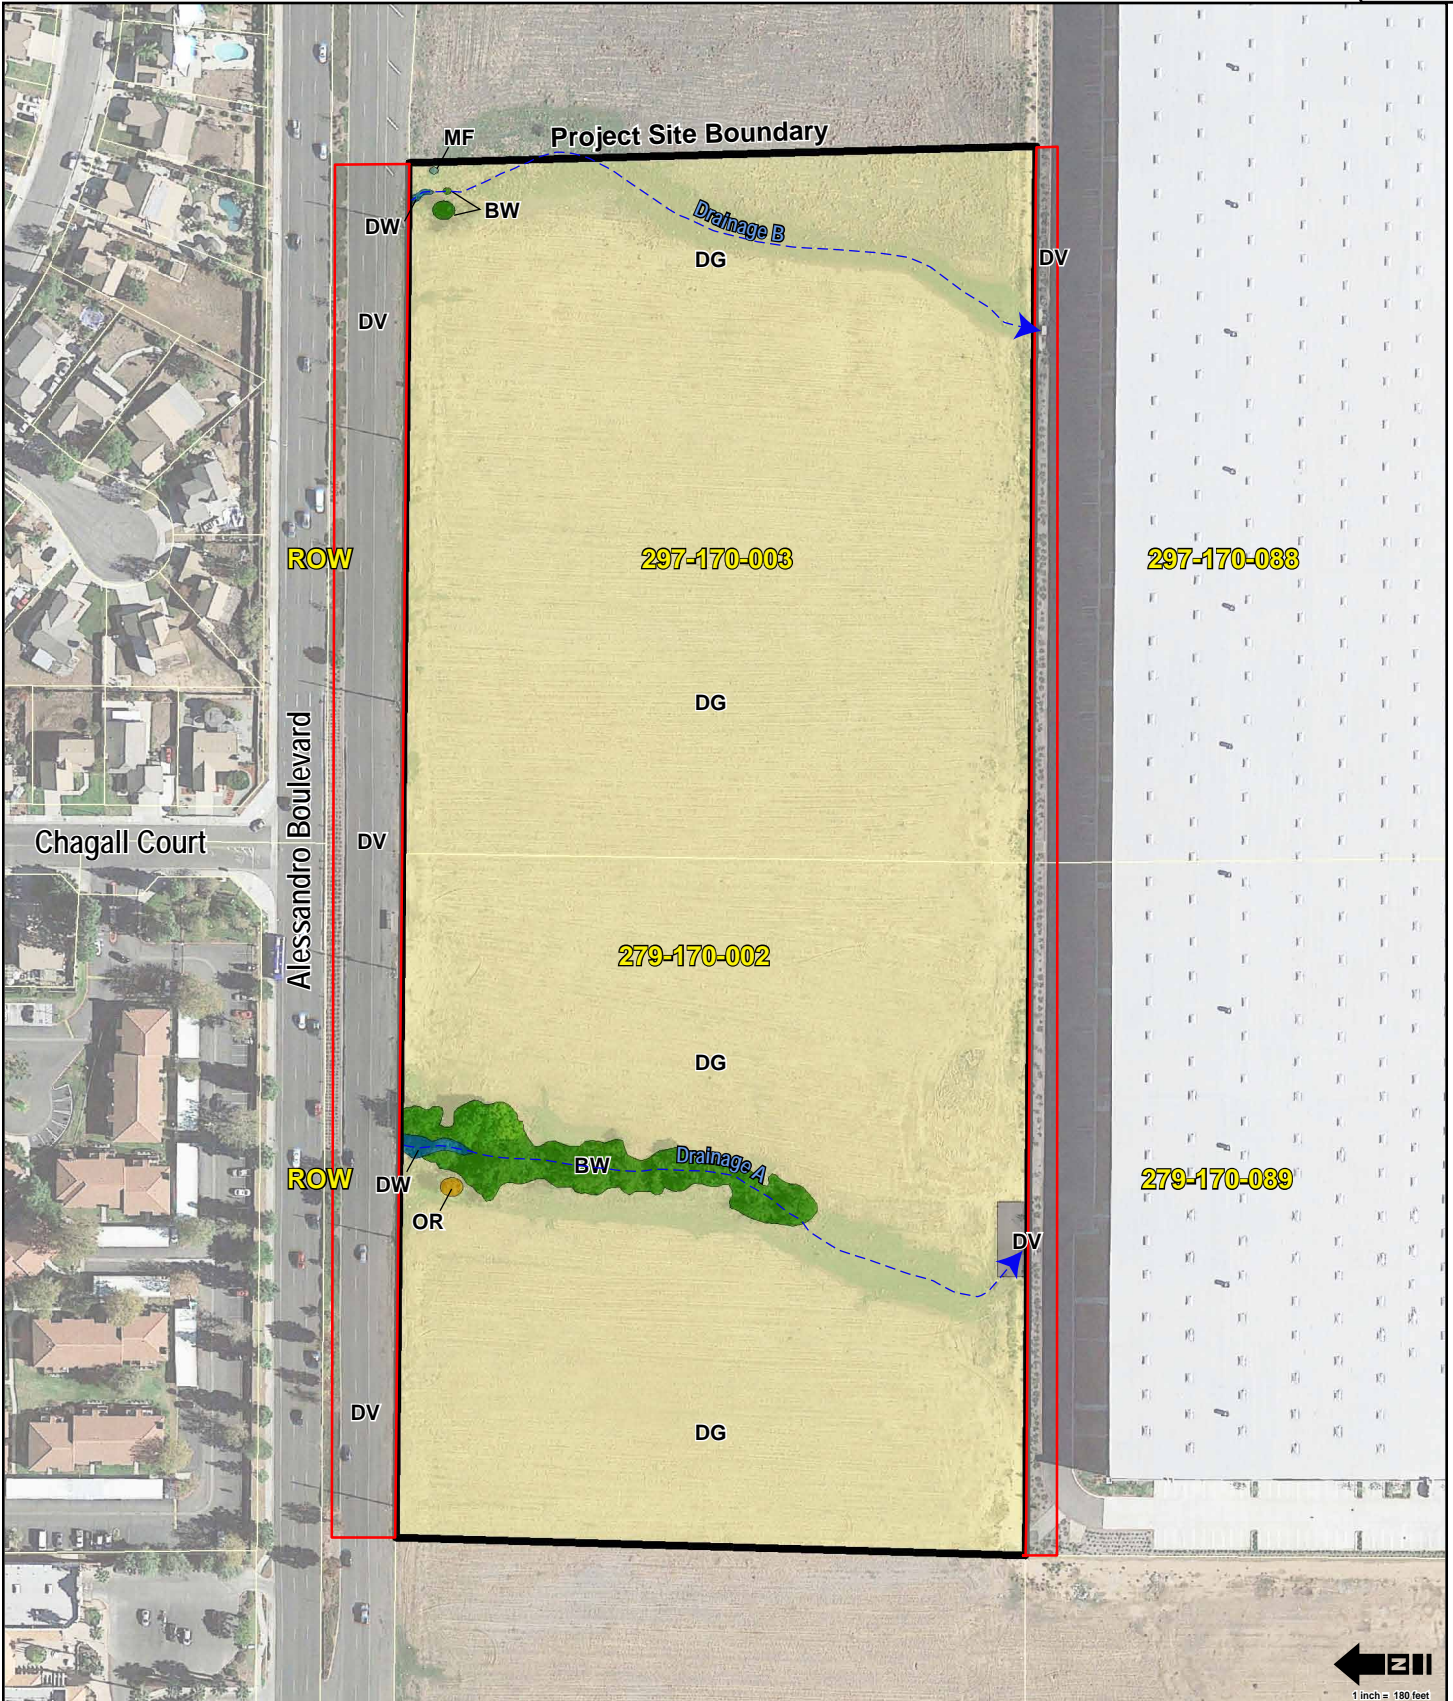 MF
Project Site Boundary
DW
BW
Drainage B
DG
DV
DV
ROW
297-170-003
297-170-088
DG
Alessandro Boulevard
Chagall Court
DV
279-170-002
DG
BW
Drainage A
ROW
DW
279-170-089
OR
DV
DV
DG
N
1 inch = 180 feet